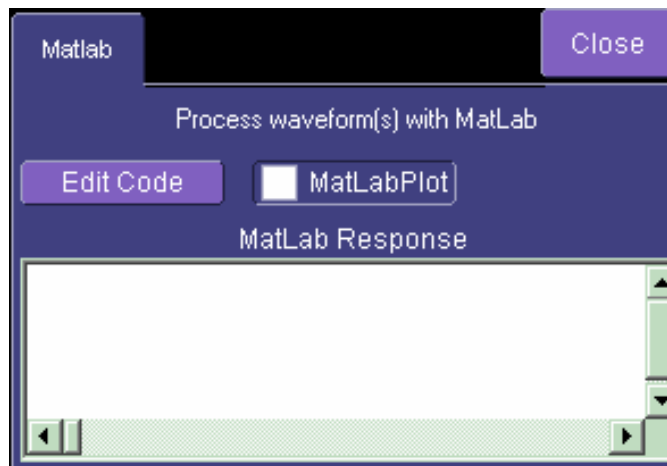 Matlab
Close
Process waveform(s) with MatLab
Edit Code
MatLabPlot
MatLab Response